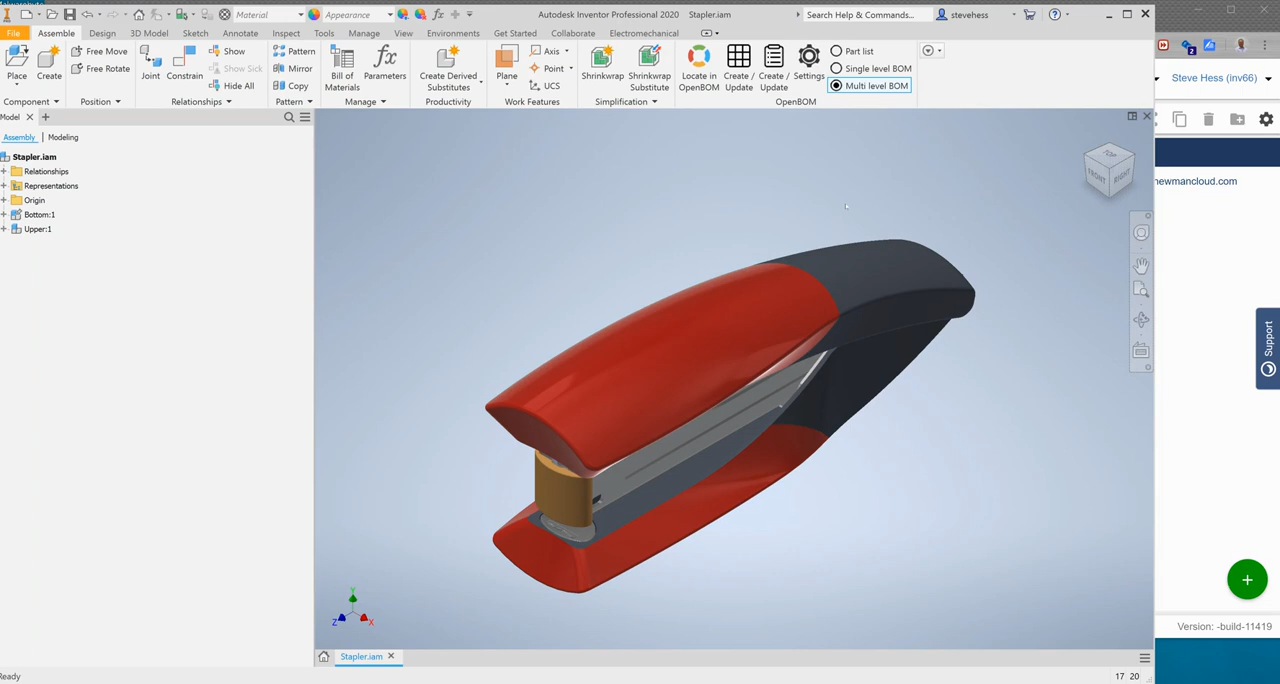 Material
Appearance
Autodesk Inventor Professional 2020 Stapler.iam
Search Help & Commands...
stevehess
File
Assemble
Design
3D Model
Sketch
Annotate
Inspect
Tools
Manage
View
Environments
Get Started
Collaborate
Electromechanical
Place
Create
Free Move
Free Rotate
Joint
Constrain
Show
Show Sick
Hide All
Pattern
Mirror
Copy
Bill of
Materials
fx
Parameters
Create Derived
Substitutes
Plane
Axis
Point
UCS
Shrinkwrap
Shrinkwrap
Substitute
Locate in
OpenBOM
Create /
Update
Create /
Update
Settings
Part list
Single level BOM
Multi level BOM
Component
Position
Relationships
Pattern
Manage
Productivity
Work Features
Simplification
OpenBOM
Model
Assembly
Modeling
Stapler.iam
Relationships
Representations
Origin
Bottom:1
Upper:1
FRONT
RIGHT
Y
Z
X
Stapler.iam
17 20
Steve Hess (inv66)
newmancloud.com
Support
Version: -build-11419